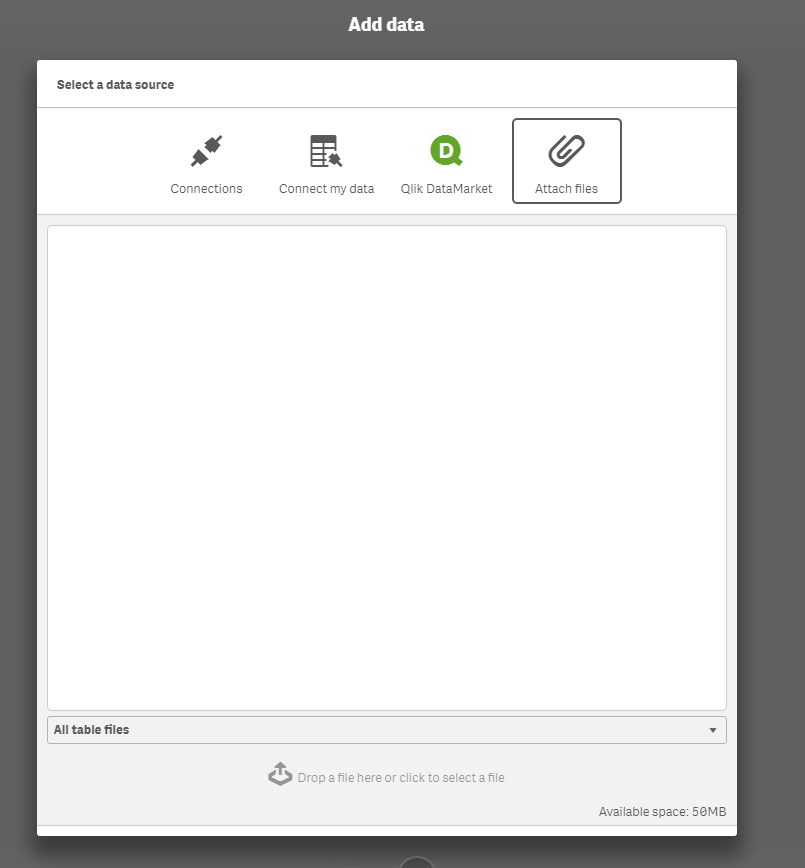 Add data
Select a data source
Connections
Connect my data
D
Qlik DataMarket
Attach files
All table files
Drop a file here or click to select a file
Available space: 50MB